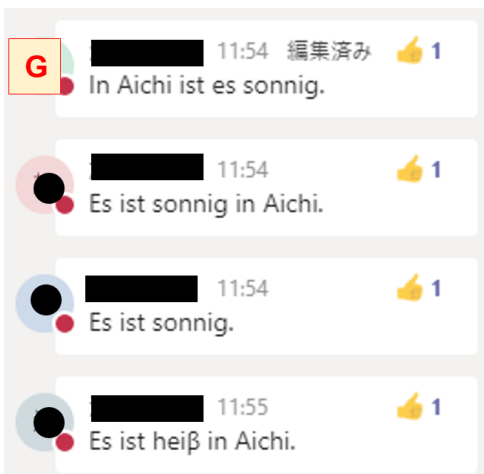 G
11:54 編集済み 👍 1
In Aichi ist es sonnig.
11:54 👍 1
Es ist sonnig in Aichi.
11:54 👍 1
Es ist sonnig.
11:55 👍 1
Es ist heiβ in Aichi.